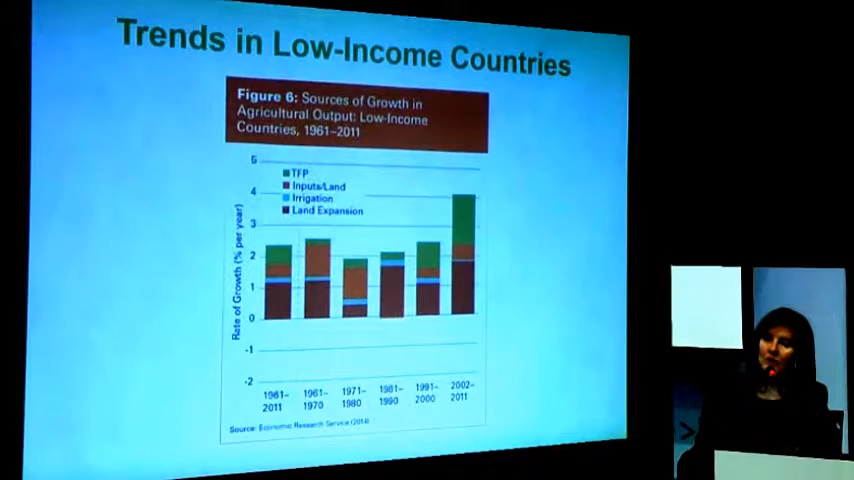 Trends in Low-Income Countries
Figure 6: Sources of Growth in
Agricultural Output: Low-Income
Countries, 1961–2011
Rate of Growth (% per year)
5
4
3
2
1
0
-1
-2
TFP
Inputs/Land
Irrigation
Land Expansion
1961– 1961– 1971– 1981– 1991– 2002–
2011 1970 1980 1990 2000 2011
Source: Economic Research Service (2014)